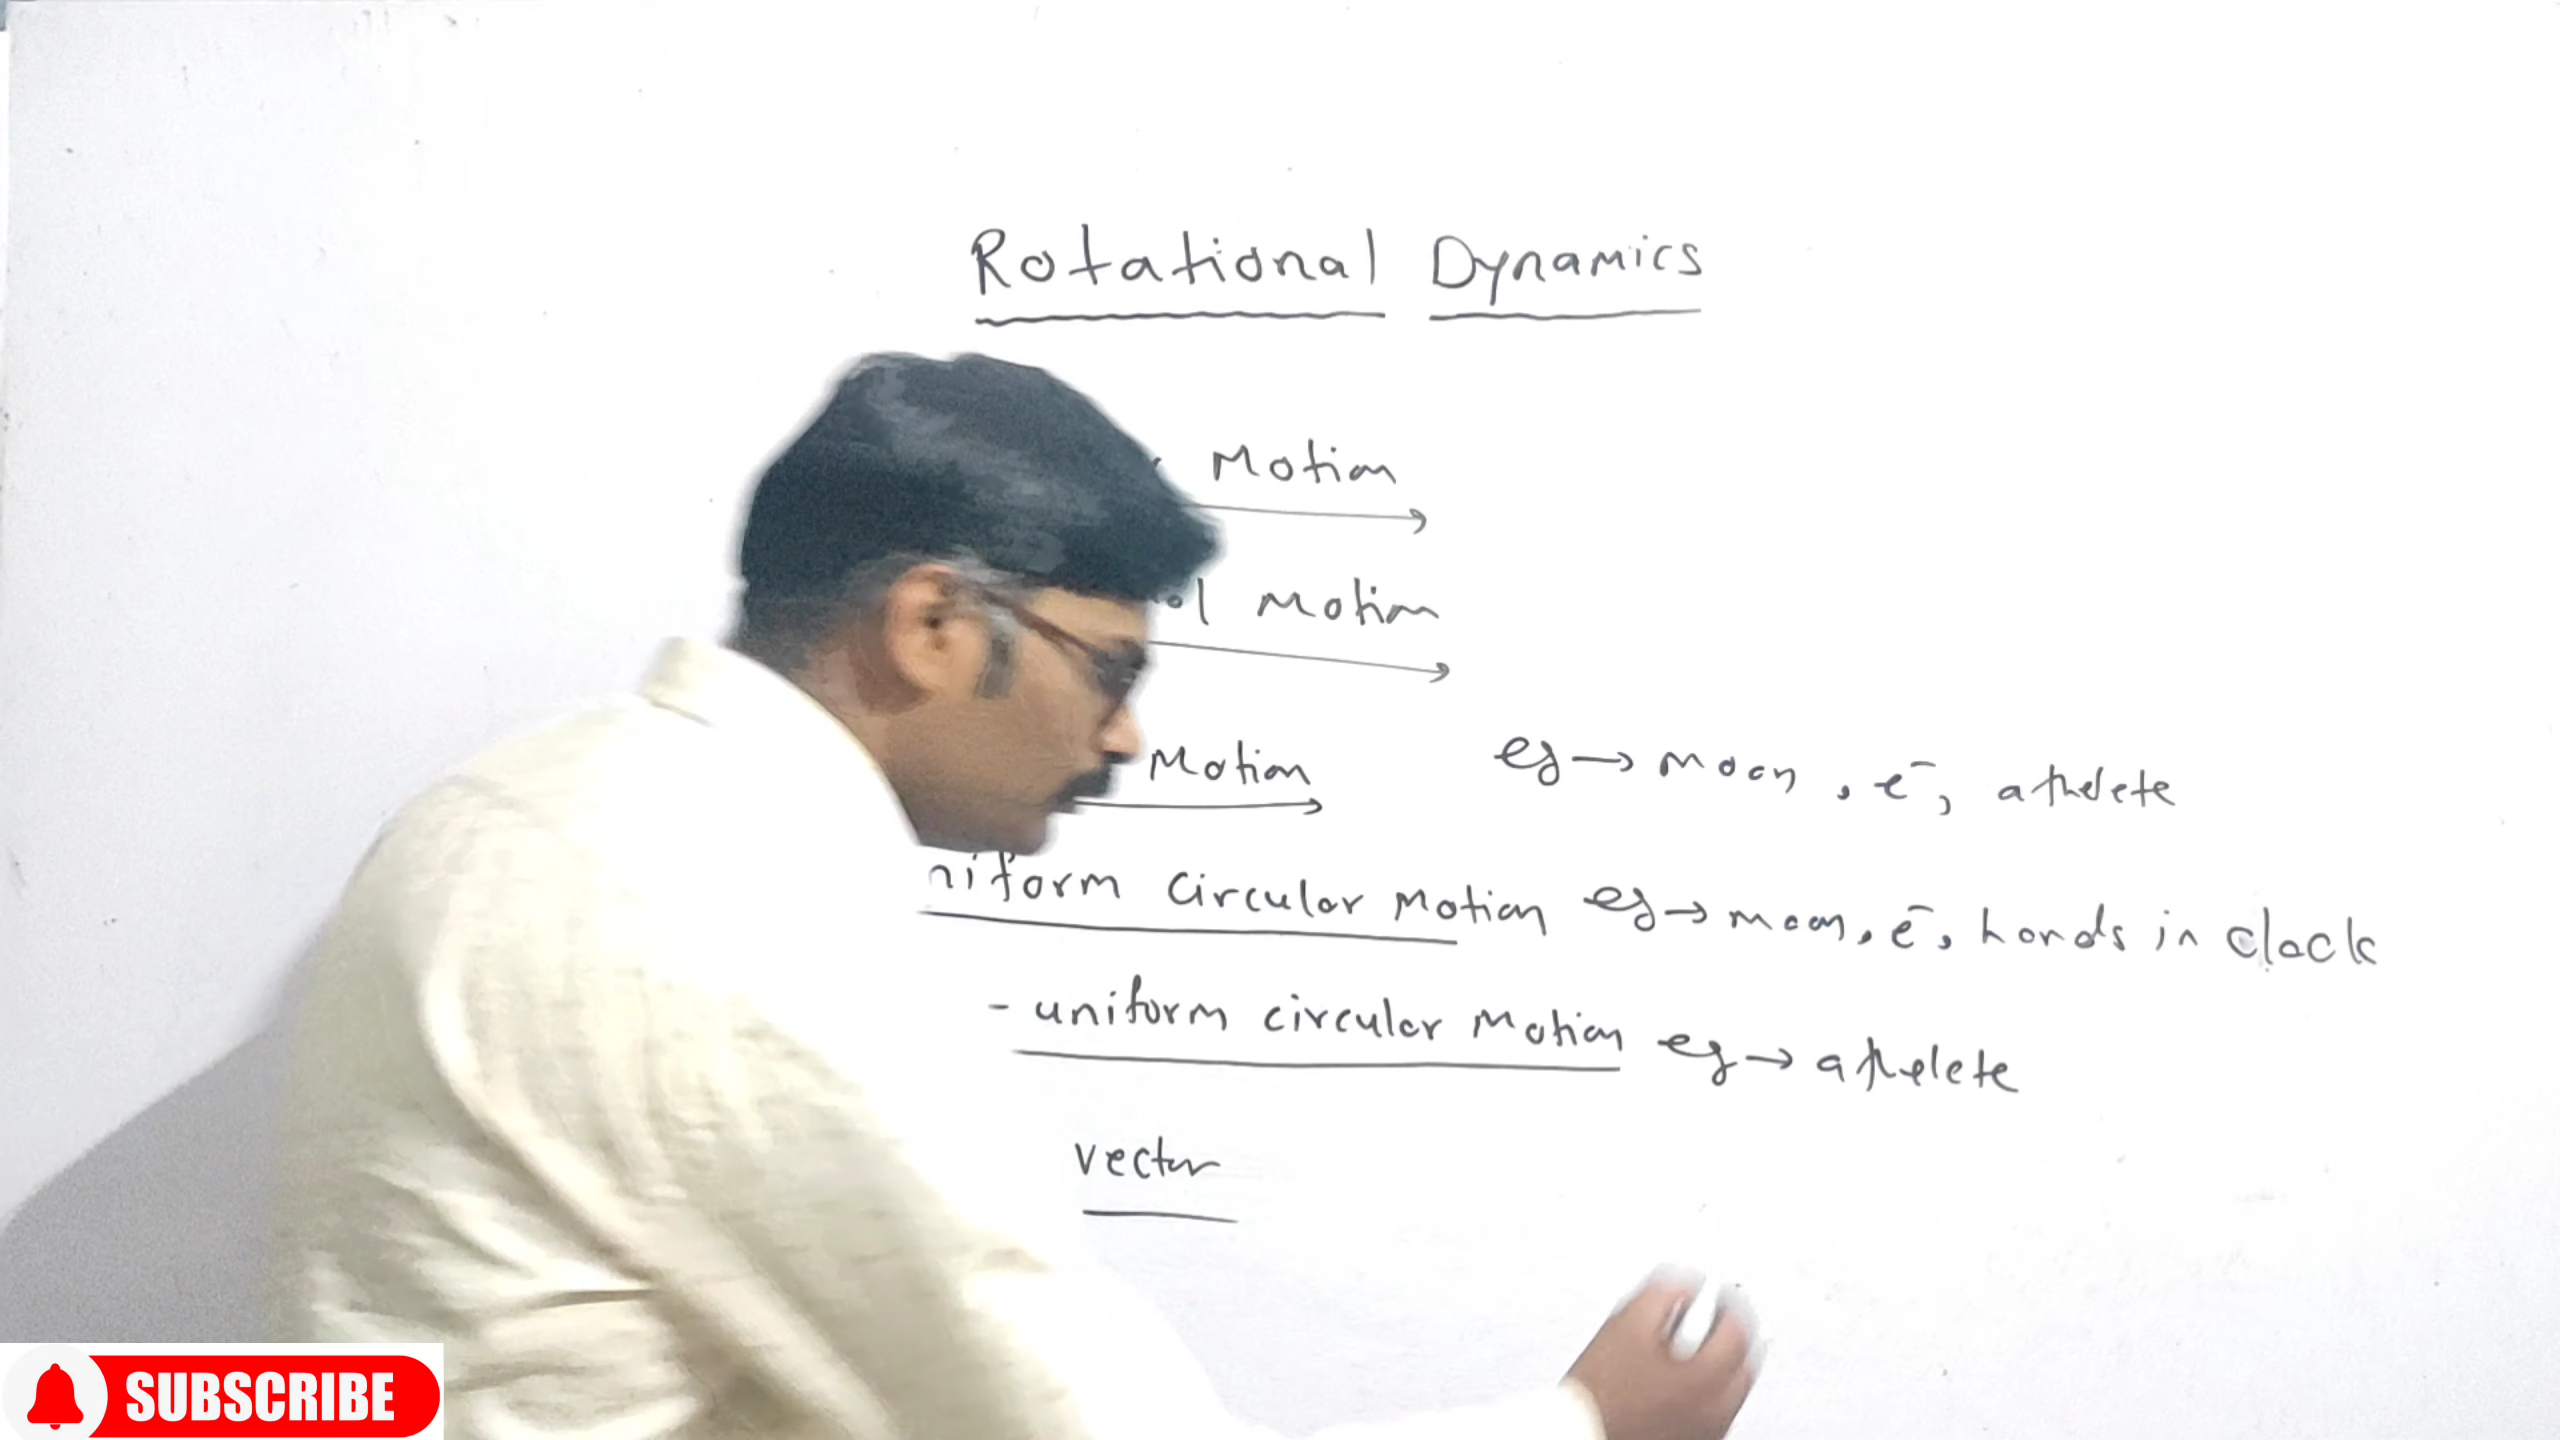 Rotational Dynamics
Motion
Motion
Motion eg → moon, e⁻, athelete
niform circular Motion eg → moon, e⁻, hands in clock
- uniform circular Motion eg → athelete
vector
SUBSCRIBE